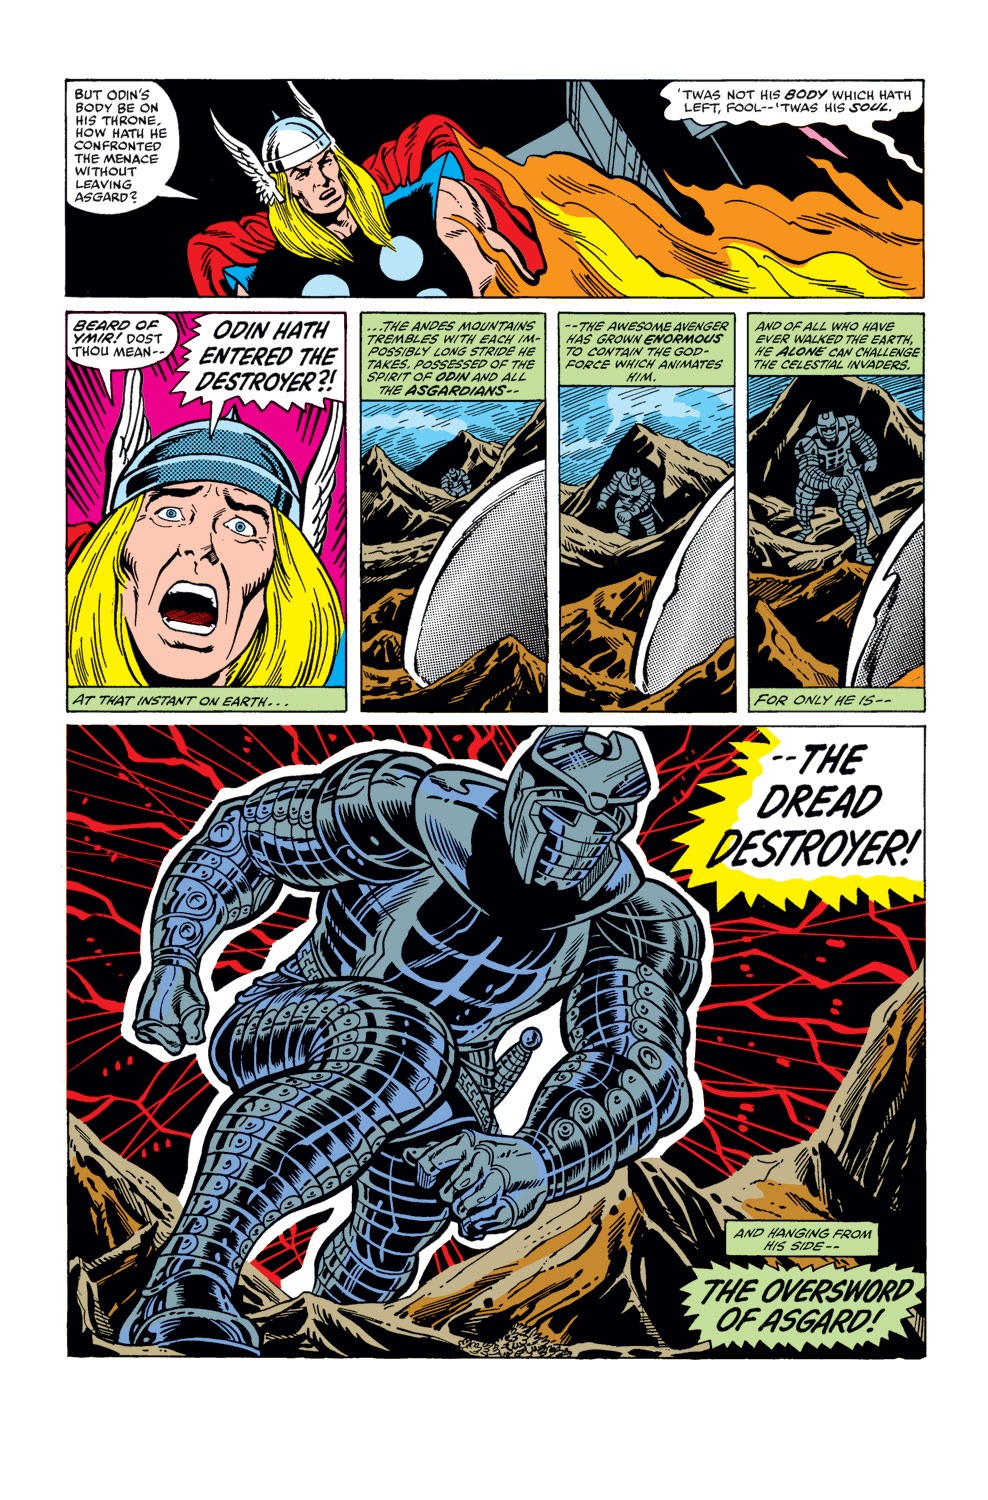 BUT ODIN'S
BODY BE ON
HIS THRONE,
HOW HATH HE
CONFRONTED
THE MENACE
WITHOUT
LEAVING
ASGARD?
'TWAS NOT HIS BODY WHICH HATH
LEFT, FOOL--'TWAS HIS SOUL.
BEARD OF
YMIR! DOST
THOU MEAN--
ODIN HATH
ENTERED THE
DESTROYER?!
AT THAT INSTANT ON EARTH...
...THE ANDES MOUNTAINS
TREMBLES WITH EACH IM-
POSSIBLY LONG STRIDE HE
TAKES. POSSESSED OF THE
SPIRIT OF ODIN AND ALL
THE ASGARDIANS--
--THE AWESOME AVENGER
HAS GROWN ENORMOUS
TO CONTAIN THE GOD-
FORCE WHICH ANIMATES
HIM.
AND OF ALL WHO HAVE
EVER WALKED THE EARTH,
HE ALONE CAN CHALLENGE
THE CELESTIAL INVADERS.
FOR ONLY HE IS--
--THE
DREAD
DESTROYER!
AND HANGING FROM
HIS SIDE--
THE OVERSWORD
OF ASGARD!